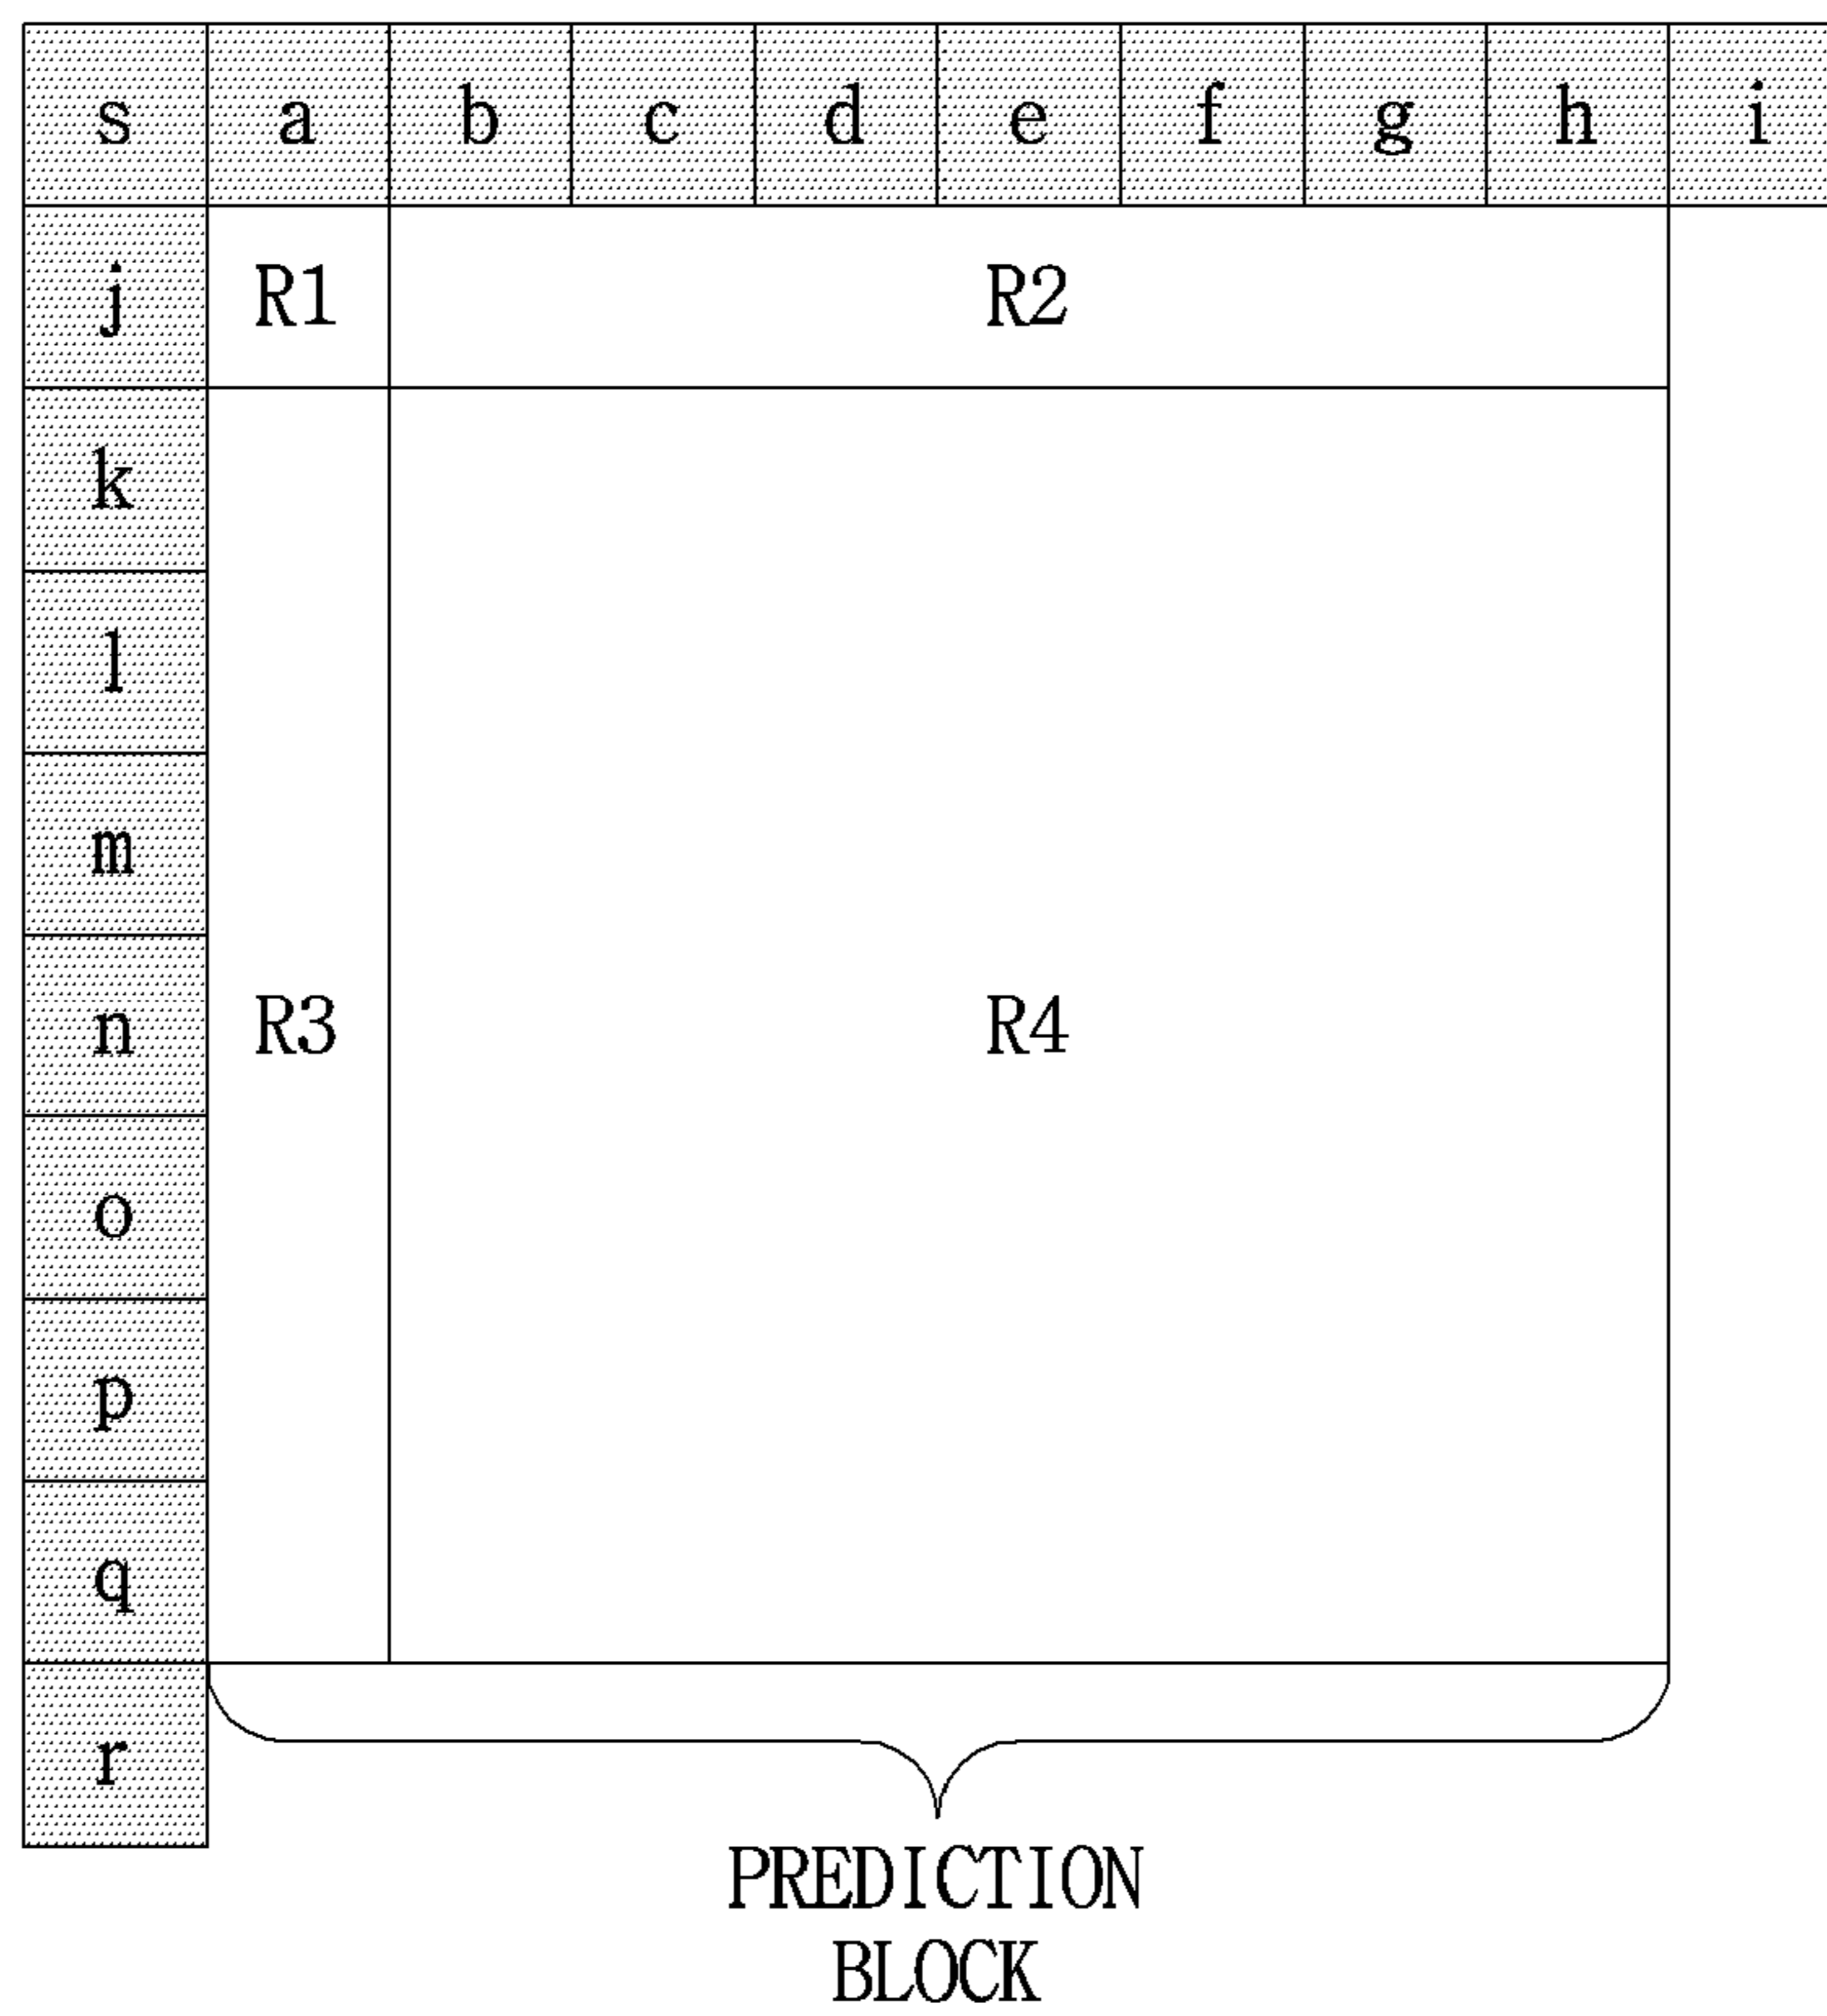 s a b c d e f g h i
j R1 R2
k
l
m
n R3 R4
o
p
q
r
PREDICTION
BLOCK